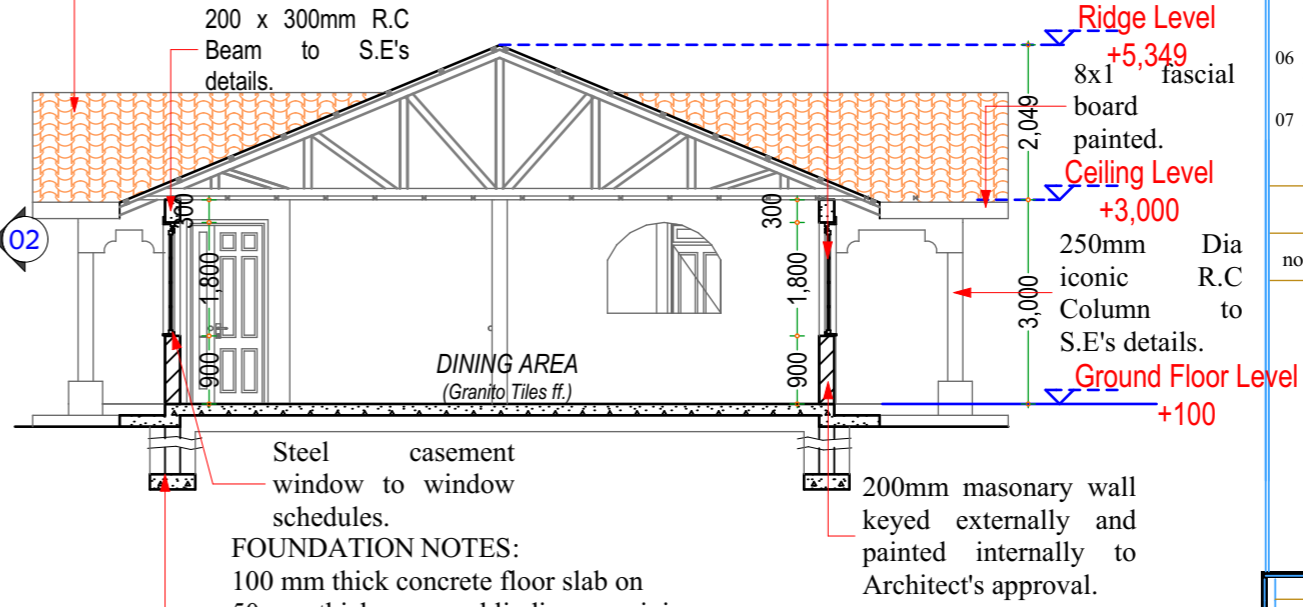 200 x 300mm R.C
Beam to S.E's
details.
Ridge Level
+5,349
8x1 fascial
board
painted.
2,049
Ceiling Level
+3,000
250mm Dia
iconic R.C
Column to
S.E's details.
3,000
Ground Floor Level
+100
06
07
no
02
300
1,800
900
300
1,800
900
DINING AREA
(Granito Tiles ff.)
Steel casement
window to window
schedules.
200mm masonary wall
keyed externally and
painted internally to
Architect's approval.
FOUNDATION NOTES:
100 mm thick concrete floor slab on